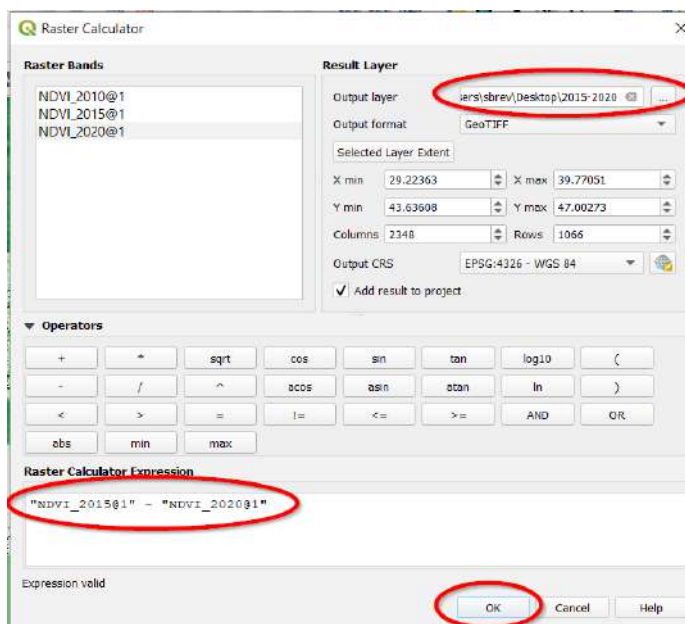 Raster Calculator
Raster Bands
NDVI_2010@1
NDVI_2015@1
NDVI_2020@1
Result Layer
Output layer sers\sbrev\Desktop\2015-2020 ...
Output format GeoTIFF
Selected Layer Extent
X min 29.22363 X max 39.77051
Y min 43.63608 Y max 47.00273
Columns 2348 Rows 1066
Output CRS EPSG:4326 - WGS 84
Add result to project
Operators
+ * sqrt cos sin tan log10 (
- / ^ acos asin atan ln )
< > = != <= >= AND OR
abs min max
Raster Calculator Expression
"NDVI_2015@1" - "NDVI_2020@1"
Expression valid
OK Cancel Help